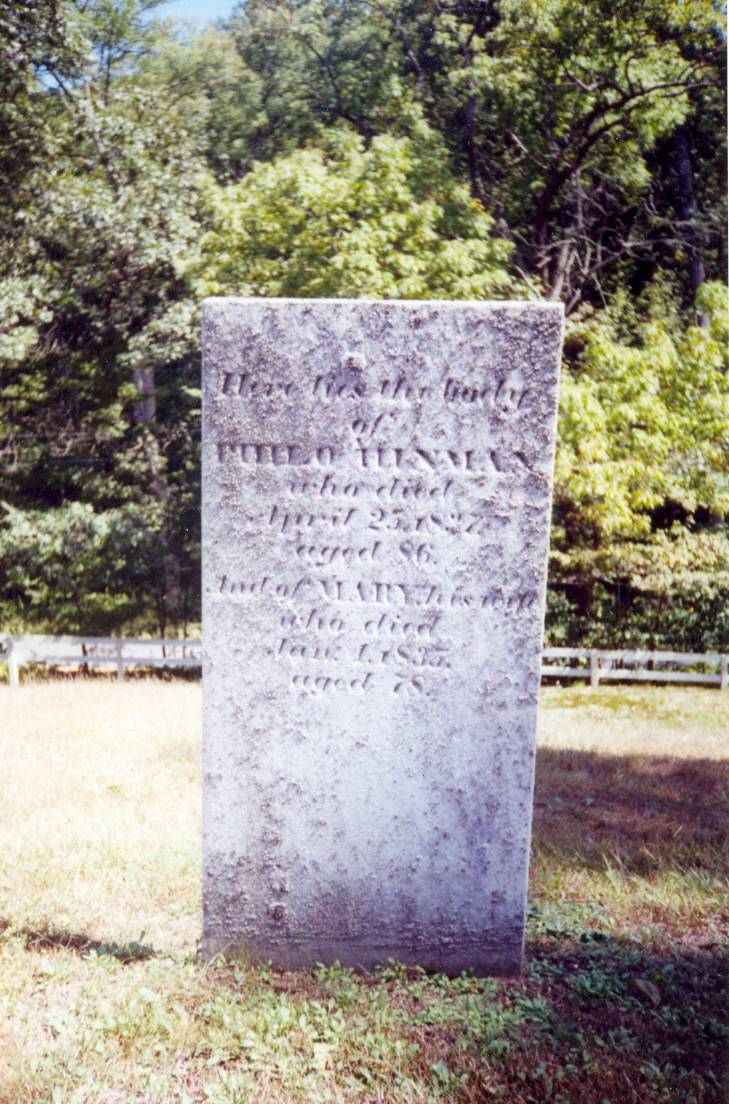 Here lies the body
of
PHILO HINMAN
who died
April 25, 1837.
aged 86.
And of MARY, his wife
who died
Jan. 1, 1835.
aged 78.